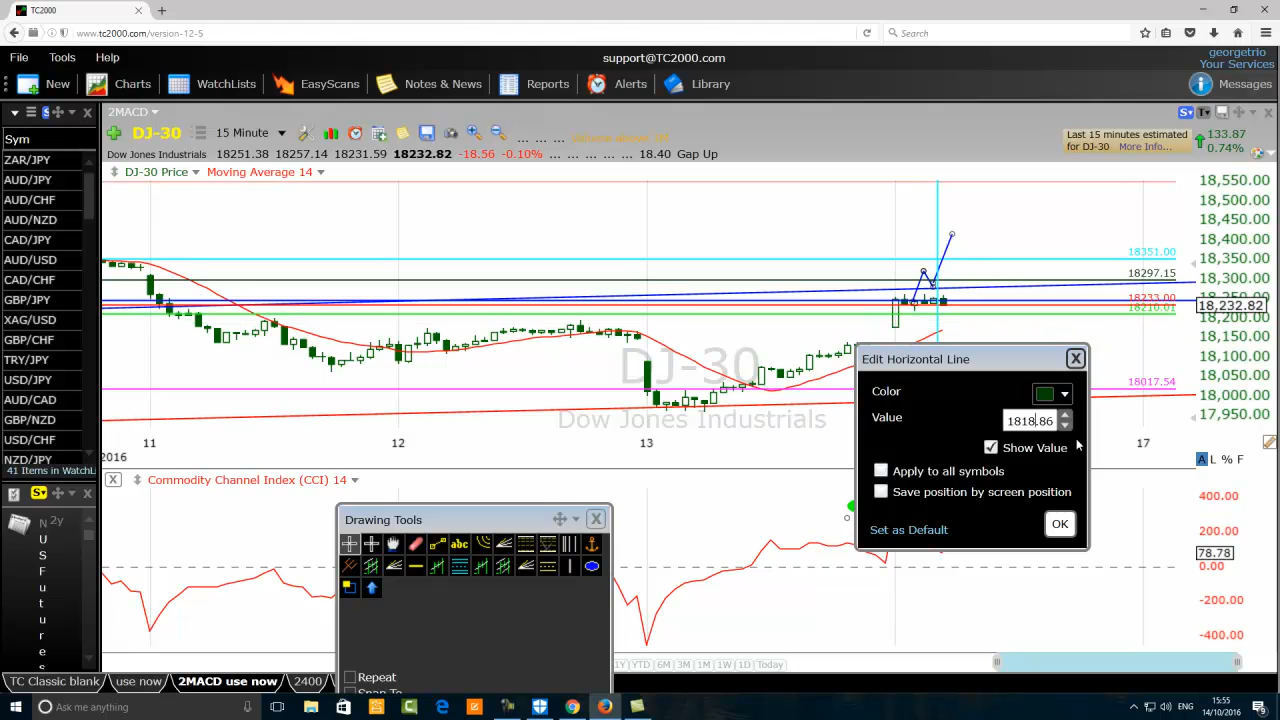 TC2000
www.tc2000.com/version-12-5
Search
File Tools Help
support@TC2000.com
georgetrio
Your Services
New Charts WatchLists EasyScans Notes & News Reports Alerts Library Messages
2MACD
Sym
DJ-30 15 Minute
Volume above 70
Last 15 minutes estimated
for DJ-30 More Info...
133.87
0.74%
Dow Jones Industrials 18251.38 18257.14 18231.59 18232.82 -18.56 -0.10% ... ... ... ... 18.40 Gap Up
DJ-30 Price Moving Average 14
ZAR/JPY
AUD/JPY
AUD/CHF
AUD/NZD
CAD/JPY
AUD/USD
CAD/CHF
GBP/JPY
XAG/USD
GBP/CHF
TRY/JPY
USD/JPY
AUD/CAD
GBP/NZD
USD/CHF
NZD/JPY
41 Items in WatchLi
18,550.00
18,500.00
18,450.00
18,400.00
18,350.00
18,300.00
18,250.00
18,232.82
18,200.00
18,150.00
18,100.00
18,050.00
18,000.00
17,950.00
18351.00
18297.15
18233.00
18210.01
18017.54
DJ-30
Dow Jones Industrials
11 12 13 17
2016
A L % F
Edit Horizontal Line
Color
Value 1818.86
Show Value
Apply to all symbols
Save position by screen position
Set as Default OK
Commodity Channel Index (CCI) 14
400.00
200.00
78.78
0.00
-200.00
-400.00
N 2y
U
S
F
u
t
u
r
e
s
Drawing Tools
abc
Repeat
Snap To
1Y YTD 6M 3M 1M 1W 1D Today
TC Classic blank use now 2MACD use now 2400
Ask me anything
ENG
15:55
14/10/2016